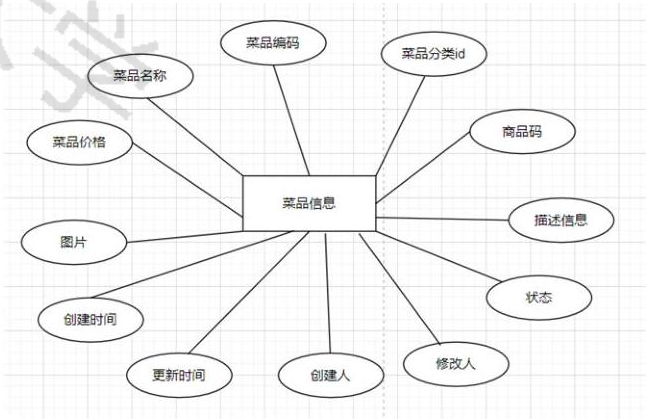 菜品编码
菜品分类id
菜品名称
商品码
菜品价格
菜品信息
描述信息
图片
状态
创建时间
修改人
更新时间
创建人
学